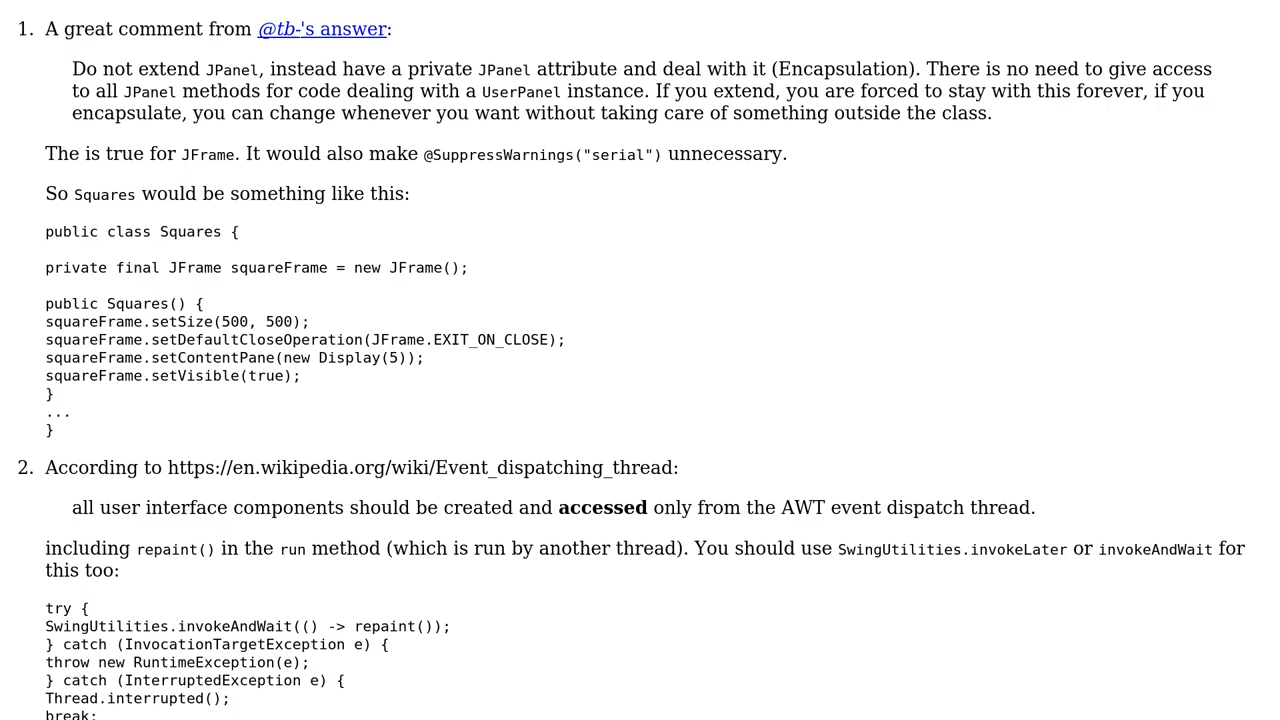 1. A great comment from @tb-'s answer:
Do not extend JPanel, instead have a private JPanel attribute and deal with it (Encapsulation). There is no need to give access
to all JPanel methods for code dealing with a UserPanel instance. If you extend, you are forced to stay with this forever, if you
encapsulate, you can change whenever you want without taking care of something outside the class.
The is true for JFrame. It would also make @SuppressWarnings("serial") unnecessary.
So Squares would be something like this:
public class Squares {
private final JFrame squareFrame = new JFrame();
public Squares() {
squareFrame.setSize(500, 500);
squareFrame.setDefaultCloseOperation(JFrame.EXIT_ON_CLOSE);
squareFrame.setContentPane(new Display(5));
squareFrame.setVisible(true);
}
...
}
2. According to https://en.wikipedia.org/wiki/Event_dispatching_thread:
all user interface components should be created and accessed only from the AWT event dispatch thread.
including repaint() in the run method (which is run by another thread). You should use SwingUtilities.invokeLater or invokeAndWait for
this too:
try {
SwingUtilities.invokeAndWait(() -> repaint());
} catch (InvocationTargetException e) {
throw new RuntimeException(e);
} catch (InterruptedException e) {
Thread.interrupted();
break;